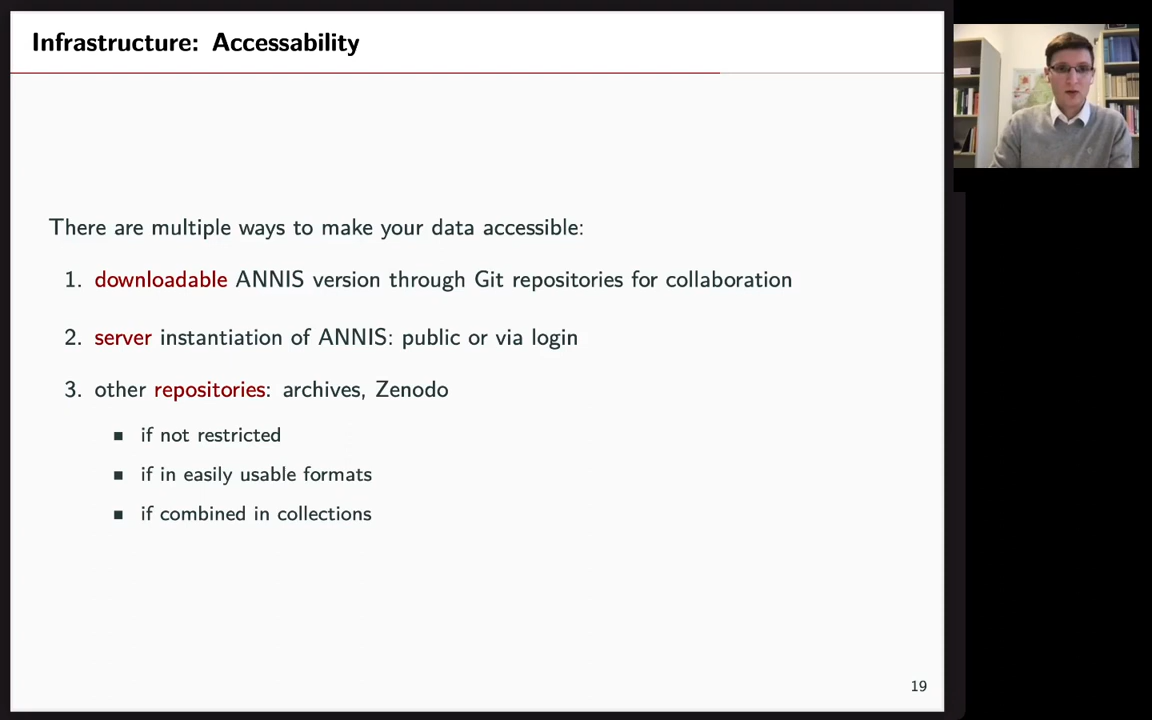 Infrastructure: Accessability
There are multiple ways to make your data accessible:
1. downloadable ANNIS version through Git repositories for collaboration
2. server instantiation of ANNIS: public or via login
3. other repositories: archives, Zenodo
■ if not restricted
■ if in easily usable formats
■ if combined in collections
19